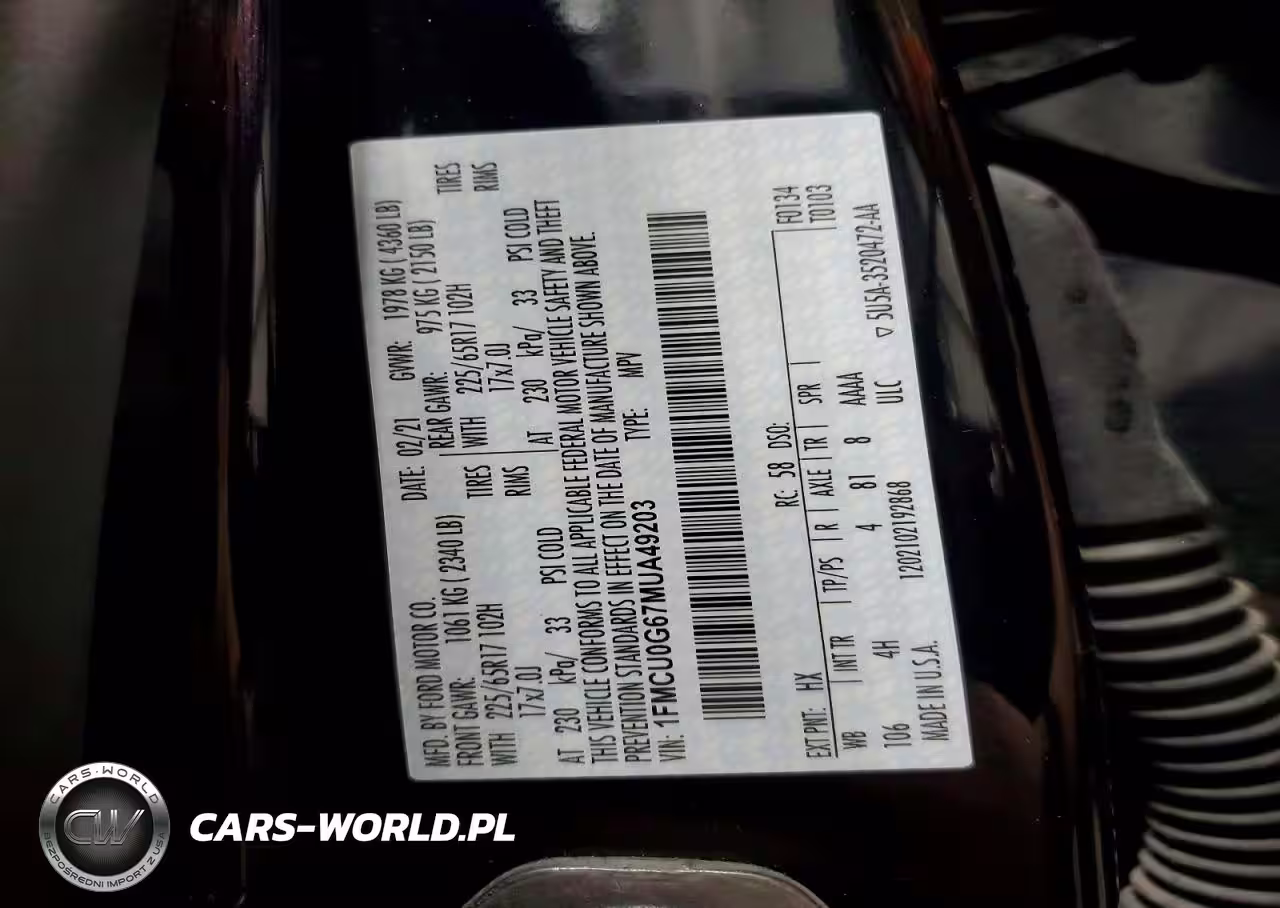 MFD. BY FORD MOTOR CO.
DATE: 02/21
GVWR: 1978 KG ( 4360 LB)
FRONT GAWR: 1061 KG ( 2340 LB)
REAR GAWR: 975 KG ( 2150 LB)
WITH 225/65R17 102H TIRES
WITH 225/65R17 102H TIRES
17x7.0J RIMS
17x7.0J RIMS
AT 230 kPa/ 33 PSI COLD
AT 230 kPa/ 33 PSI COLD
THIS VEHICLE CONFORMS TO ALL APPLICABLE FEDERAL MOTOR VEHICLE SAFETY AND THEFT
PREVENTION STANDARDS IN EFFECT ON THE DATE OF MANUFACTURE SHOWN ABOVE.
VIN: 1FMCU0G67MUA49203
TYPE: MPV
EXT PNT: HX RC: 58 DSO: F0134
WB INT TR TP/PS R AXLE TR SPR T0103
106 4H 4 81 8 AAAA
MADE IN U.S.A. 1202102192868 ULC ▽ 5U5A-3520472-AA
CARS-WORLD
CW
BEZPOŚREDNI IMPORT Z USA
CARS-WORLD.PL